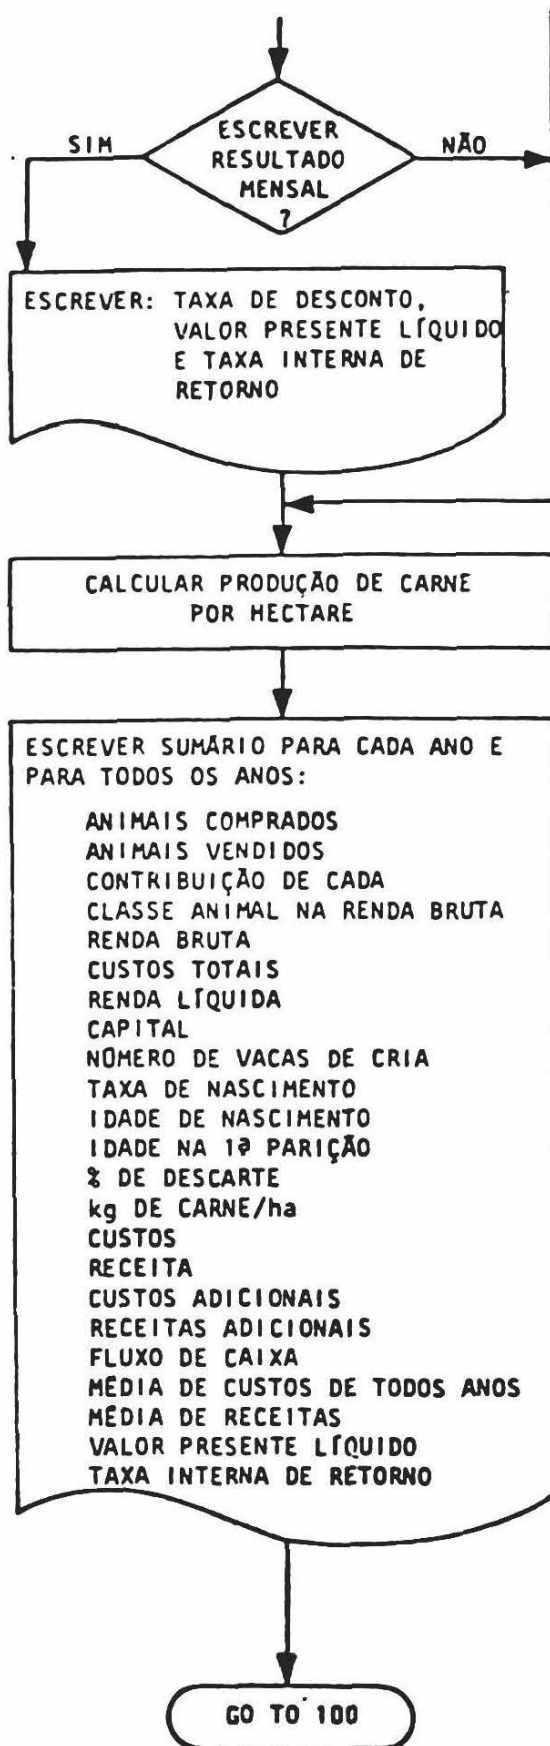 ESCREVER
RESULTADO
MENSAL
?
SIM
NÃO
ESCREVER: TAXA DE DESCONTO,
VALOR PRESENTE LÍQUIDO
E TAXA INTERNA DE
RETORNO
CALCULAR PRODUÇÃO DE CARNE
POR HECTARE
ESCREVER SUMÁRIO PARA CADA ANO E
PARA TODOS OS ANOS:
ANIMAIS COMPRADOS
ANIMAIS VENDIDOS
CONTRIBUIÇÃO DE CADA
CLASSE ANIMAL NA RENDA BRUTA
RENDA BRUTA
CUSTOS TOTAIS
RENDA LÍQUIDA
CAPITAL
NÚMERO DE VACAS DE CRIA
TAXA DE NASCIMENTO
IDADE DE NASCIMENTO
IDADE NA 1ª PARIÇÃO
% DE DESCARTE
kg DE CARNE/ha
CUSTOS
RECEITA
CUSTOS ADICIONAIS
RECEITAS ADICIONAIS
FLUXO DE CAIXA
MÉDIA DE CUSTOS DE TODOS ANOS
MÉDIA DE RECEITAS
VALOR PRESENTE LÍQUIDO
TAXA INTERNA DE RETORNO
GO TO 100